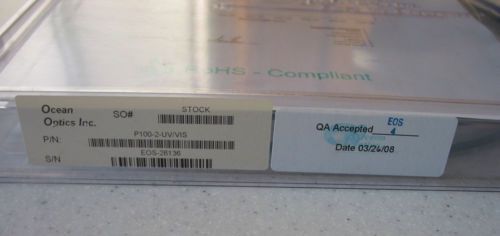 RoHS - Compliant
Ocean
Optics Inc.
SO#
STOCK
P/N:
P100-2-UV/VIS
S/N
EOS-28136
EOS
QA Accepted 4
Date 03/24/08